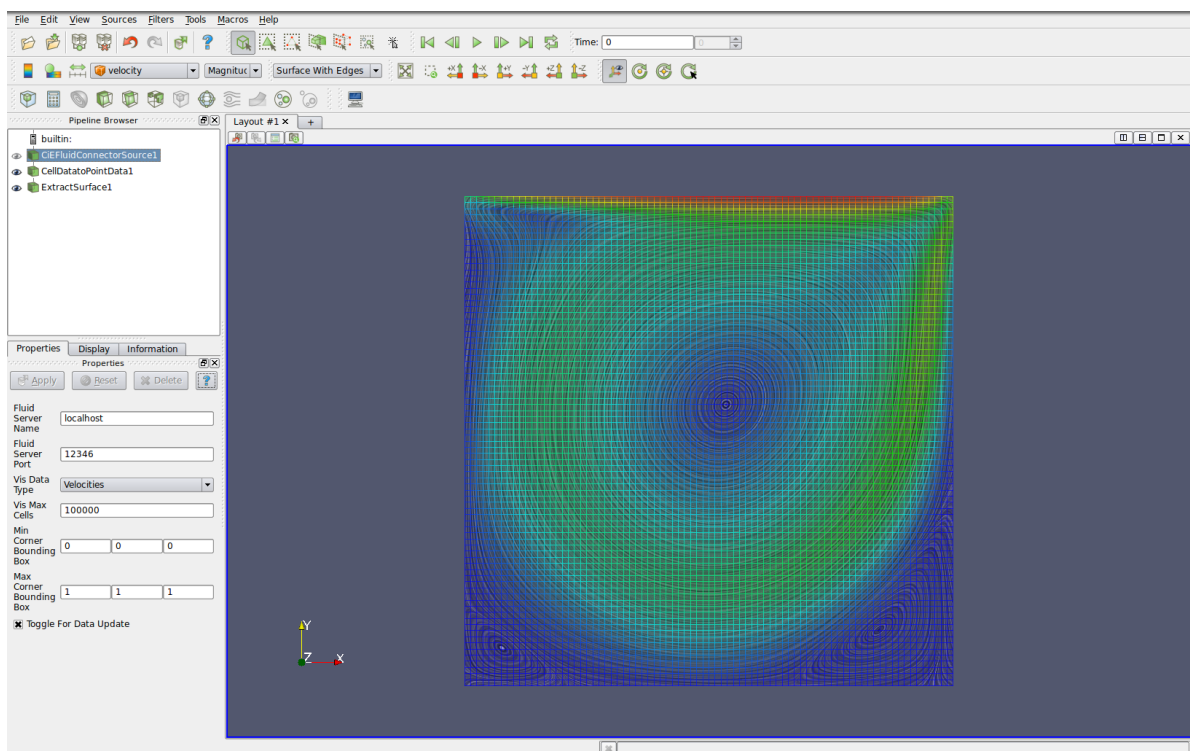 File Edit View Sources Filters Tools Macros Help
Time: 0 0
velocity Magnituc Surface With Edges +X -X +Y -Y +Z -Z
Pipeline Browser
Layout #1 +
builtin:
CiEFluidConnectorSource1
CellDatatoPointData1
ExtractSurface1
Properties Display Information
Properties
Apply Reset Delete ?
Fluid
Server
Name
localhost
Fluid
Server
Port
12346
Vis Data
Type
Velocities
Vis Max
Cells
100000
Min
Corner
Bounding
Box
0 0 0
Max
Corner
Bounding
Box
1 1 1
Toggle For Data Update
Y
Z X